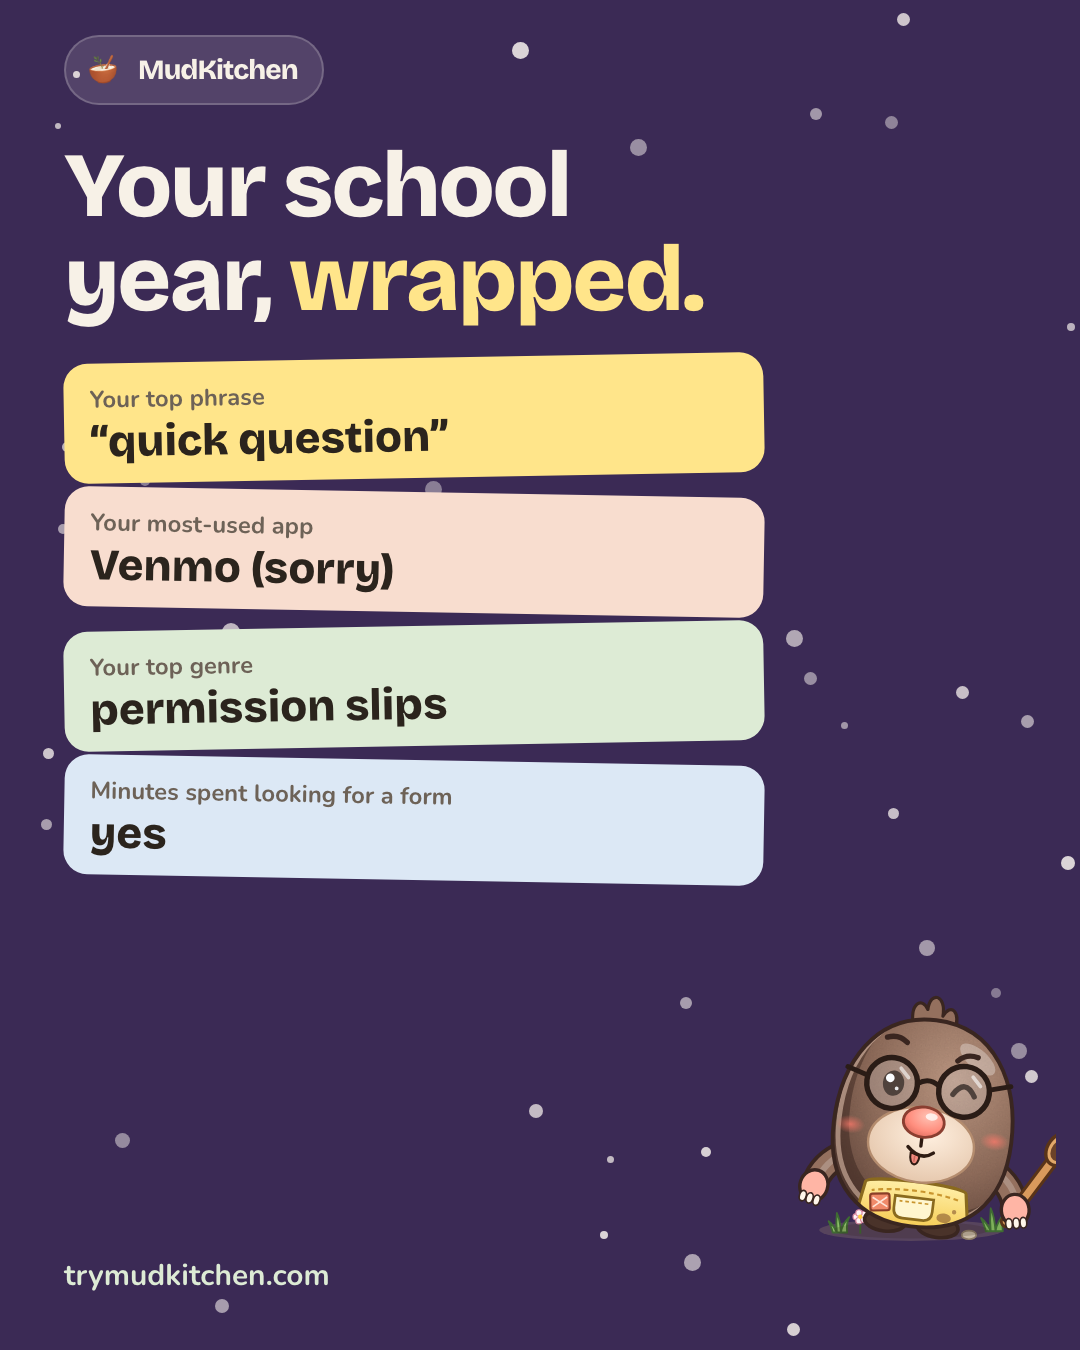 MudKitchen
Your school
year, wrapped.
Your top phrase
“quick question”
Your most-used app
Venmo (sorry)
Your top genre
permission slips
Minutes spent looking for a form
yes
trymudkitchen.com